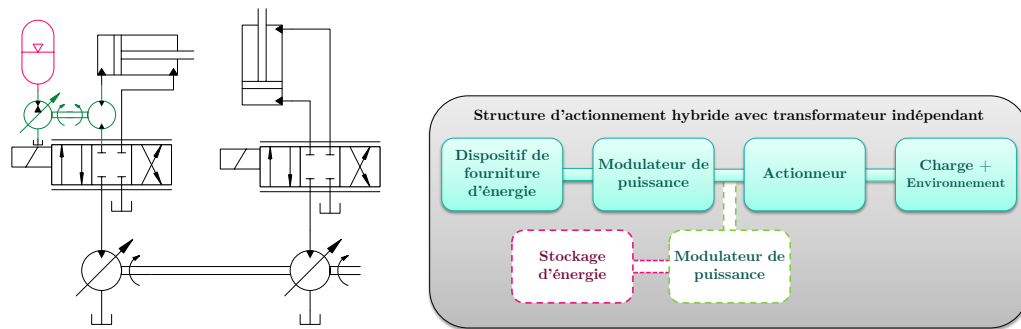 Structure d'actionnement hybride avec transformateur indépendant
Dispositif de
fourniture
d'énergie
Modulateur de
puissance
Actionneur
Charge +
Environnement
Stockage
d'énergie
Modulateur de
puissance